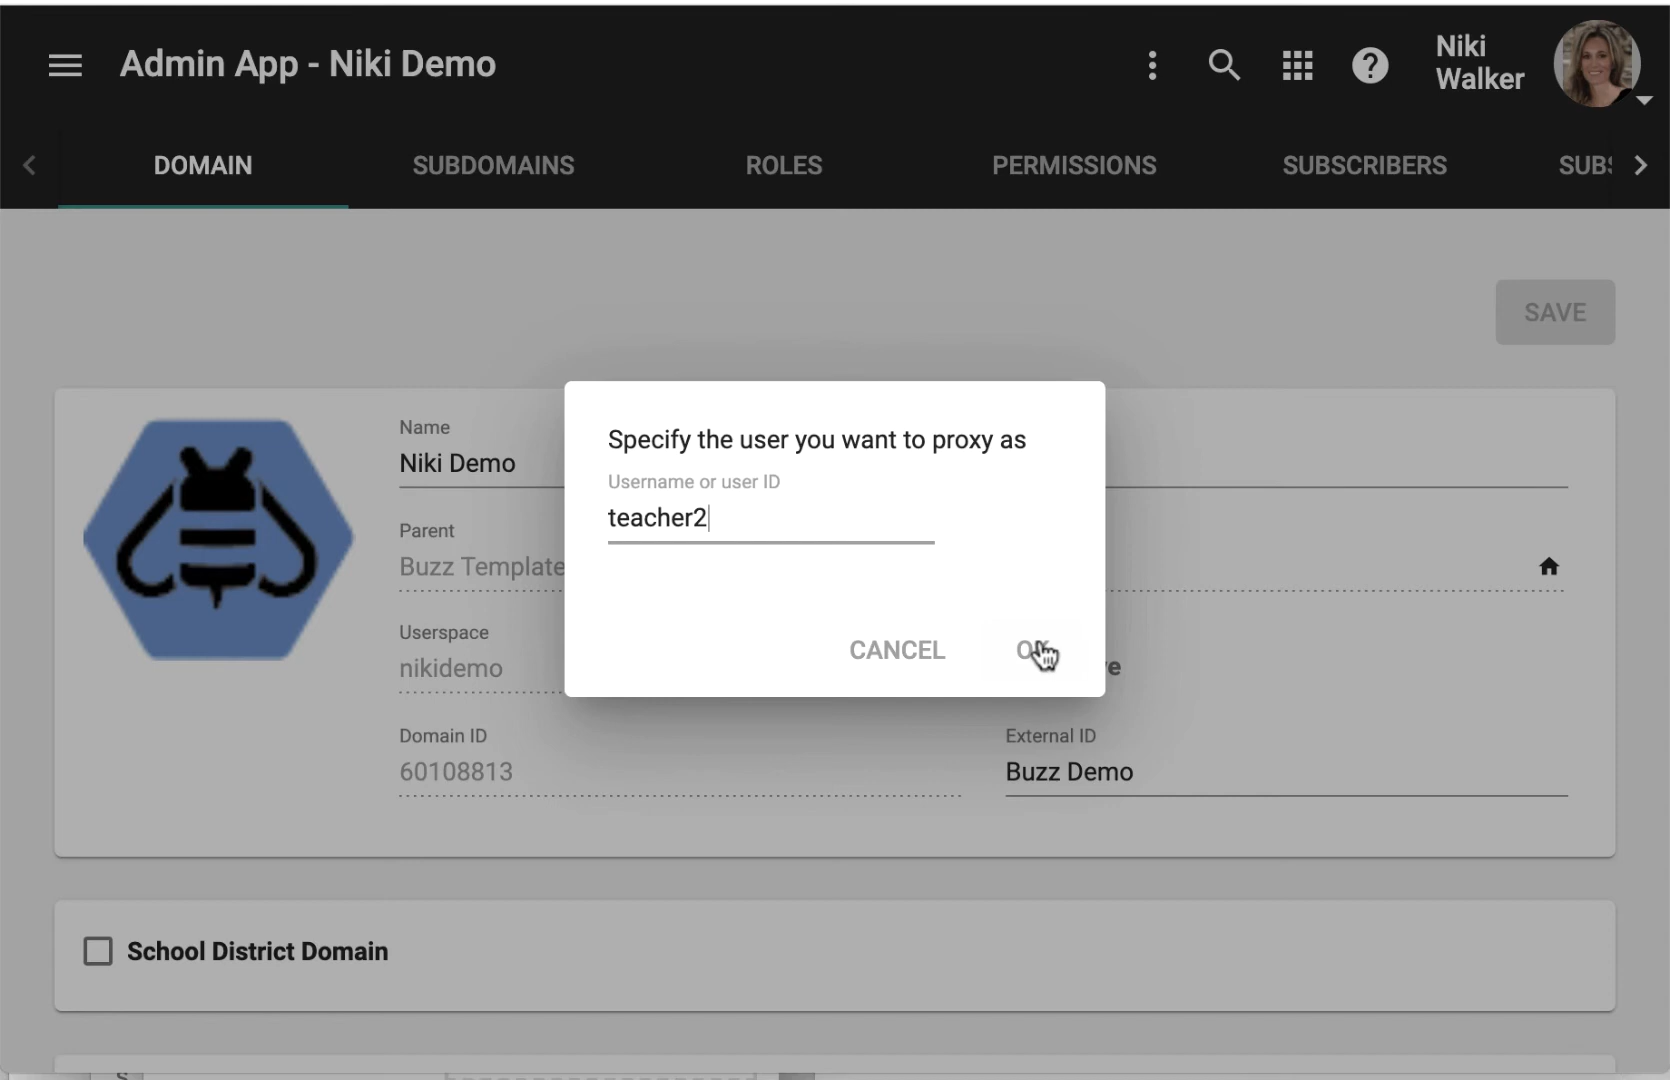 Admin App - Niki Demo
Niki
Walker
DOMAIN
SUBDOMAINS
ROLES
PERMISSIONS
SUBSCRIBERS
SAVE
Specify the user you want to proxy as
Username or user ID
teacher2
CANCEL
Name
Niki Demo
Parent
Buzz Template
Userspace
nikidemo
Domain ID
60108813
External ID
Buzz Demo
School District Domain